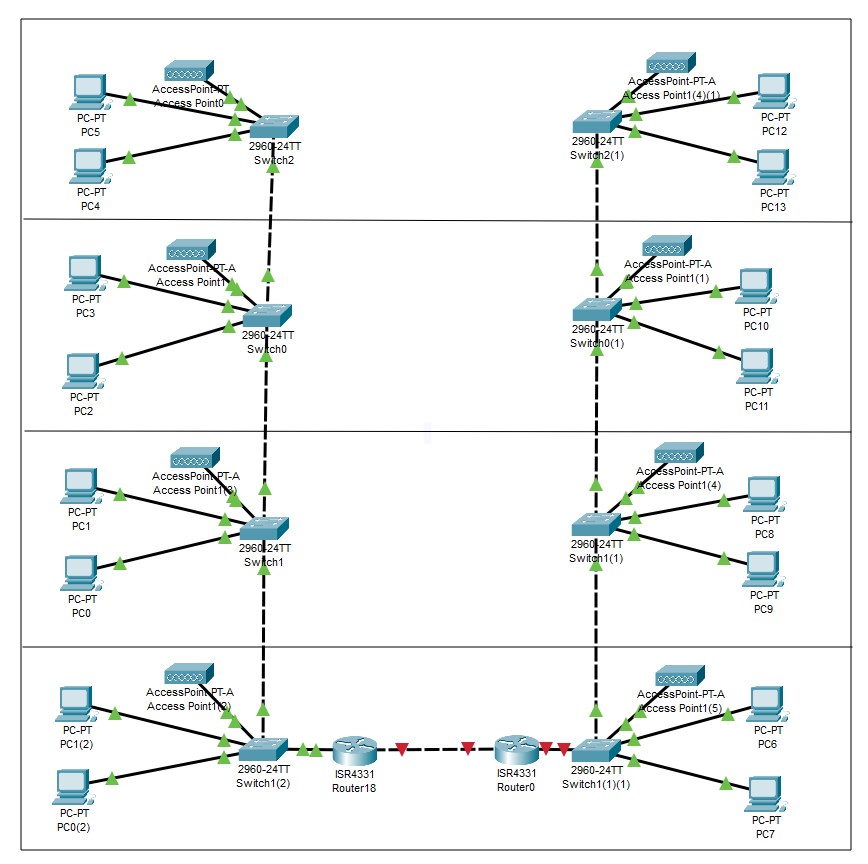 AccessPoint-PT
Access Point0
PC-PT
PC5
2960-24TT
Switch2
PC-PT
PC4
AccessPoint-PT-A
Access Point1(4)(1)
PC-PT
PC12
2960-24TT
Switch2(1)
PC-PT
PC13
AccessPoint-PT-A
Access Point1
PC-PT
PC3
2960-24TT
Switch0
PC-PT
PC2
AccessPoint-PT-A
Access Point1(1)
PC-PT
PC10
2960-24TT
Switch0(1)
PC-PT
PC11
AccessPoint-PT-A
Access Point1(3)
PC-PT
PC1
2960-24TT
Switch1
PC-PT
PC0
AccessPoint-PT-A
Access Point1(4)
PC-PT
PC8
2960-24TT
Switch1(1)
PC-PT
PC9
AccessPoint-PT-A
Access Point1(2)
PC-PT
PC1(2)
2960-24TT
Switch1(2)
PC-PT
PC0(2)
ISR4331
Router18
ISR4331
Router0
AccessPoint-PT-A
Access Point1(5)
PC-PT
PC6
2960-24TT
Switch1(1)(1)
PC-PT
PC7